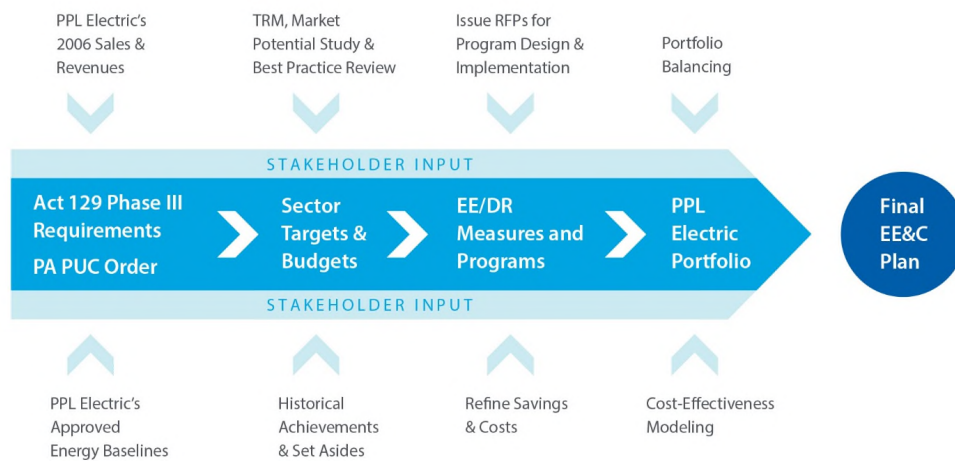 PPL Electric's
2006 Sales &
Revenues
TRM, Market
Potential Study &
Best Practice Review
Issue RFPs for
Program Design &
Implementation
Portfolio
Balancing
STAKEHOLDER INPUT
Act 129 Phase III
Requirements
PA PUC Order
Sector
Targets &
Budgets
EE/DR
Measures and
Programs
PPL
Electric
Portfolio
Final
EE&C
Plan
STAKEHOLDER INPUT
PPL Electric's
Approved
Energy Baselines
Historical
Achievements
& Set Asides
Refine Savings
& Costs
Cost-Effectiveness
Modeling